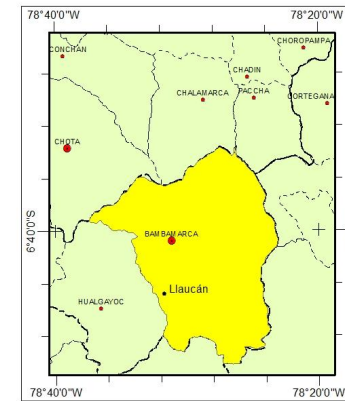 78°40'0"W 78°20'0"W
CHOROPAMPA
CONCHAN
CHADIN
CHALAMARCA PACCHA CORTEGANA
CHOTA
6°40'0"S
BAMBAMARCA
Llaucán
HUALGAYOC
78°40'0"W 78°20'0"W